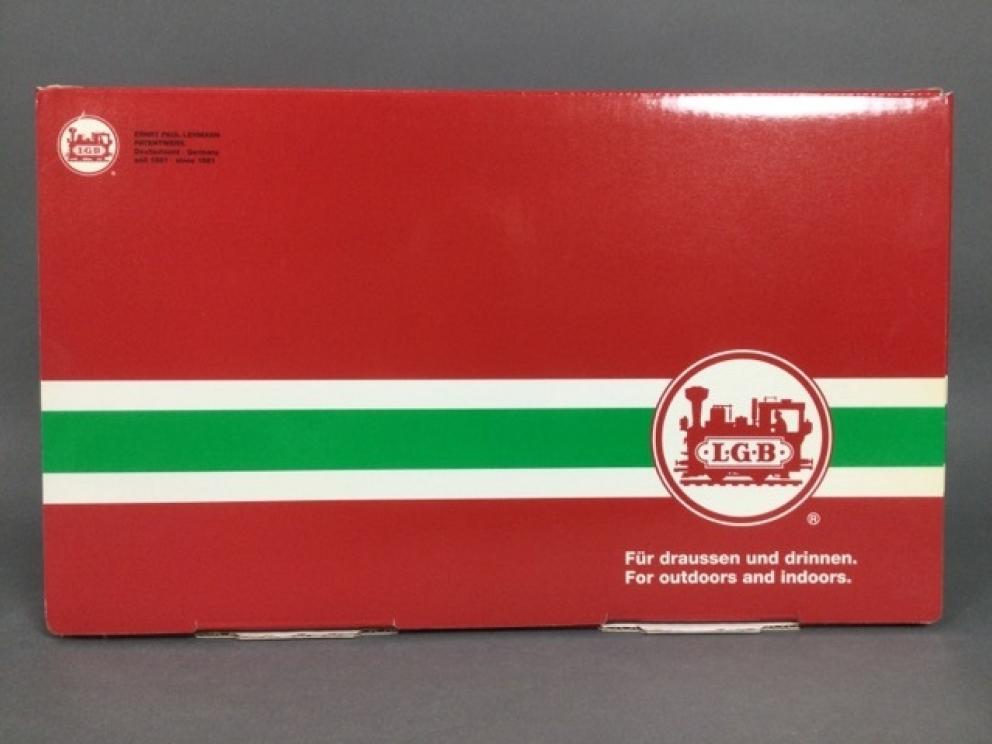 LGB
ERNST PAUL LEHMANN
PATENTWERK
Deutschland · Germany
seit 1881 · since 1881
·L·G·B·
®
Für draussen und drinnen.
For outdoors and indoors.